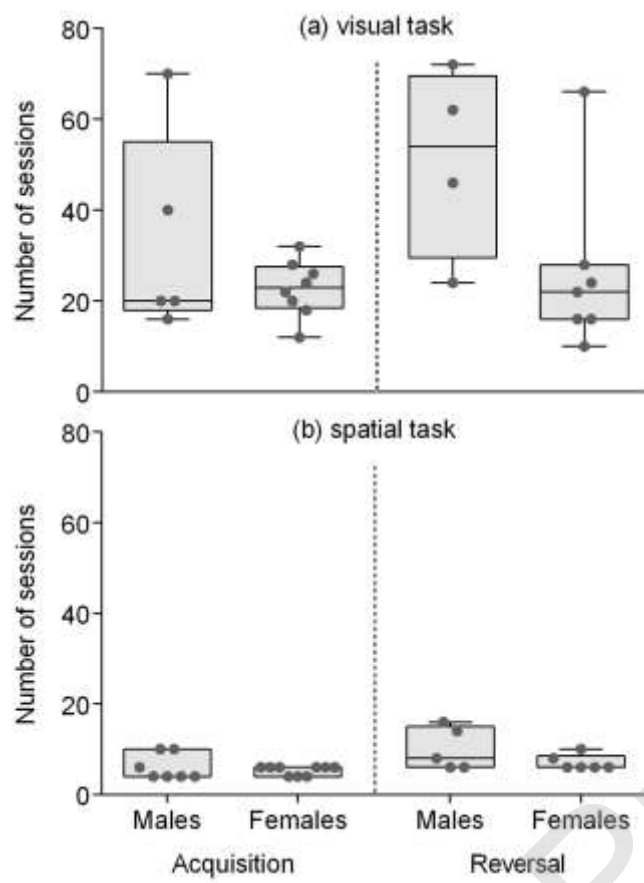 (a) visual task
80
60
40
20
0
Number of sessions
(b) spatial task
80
60
40
20
0
Number of sessions
Males Females Males Females
Acquisition Reversal